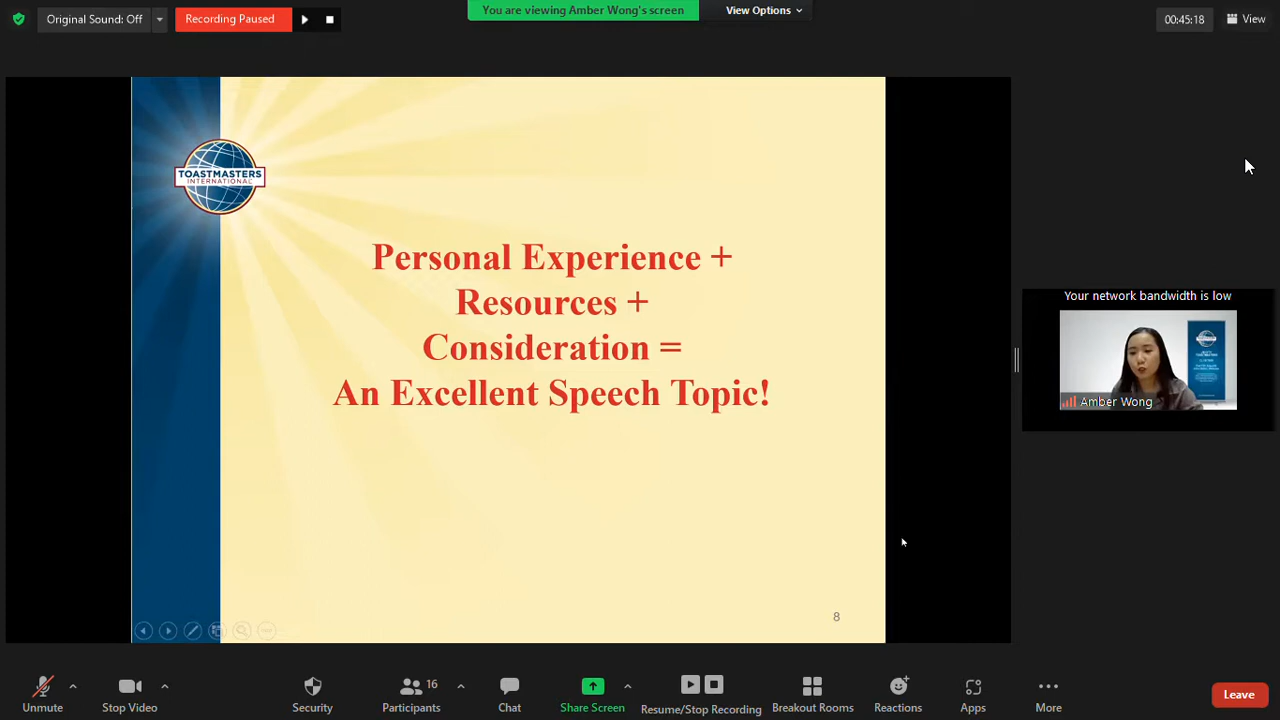 Original Sound: Off
Recording Paused
You are viewing Amber Wong's screen
View Options
00:45:18
View
TOASTMASTERS
INTERNATIONAL
Personal Experience +
Resources +
Consideration =
An Excellent Speech Topic!
8
Your network bandwidth is low
Amber Wong
Unmute
Stop Video
Security
16
Participants
Chat
Share Screen
Resume/Stop Recording
Breakout Rooms
Reactions
Apps
More
Leave